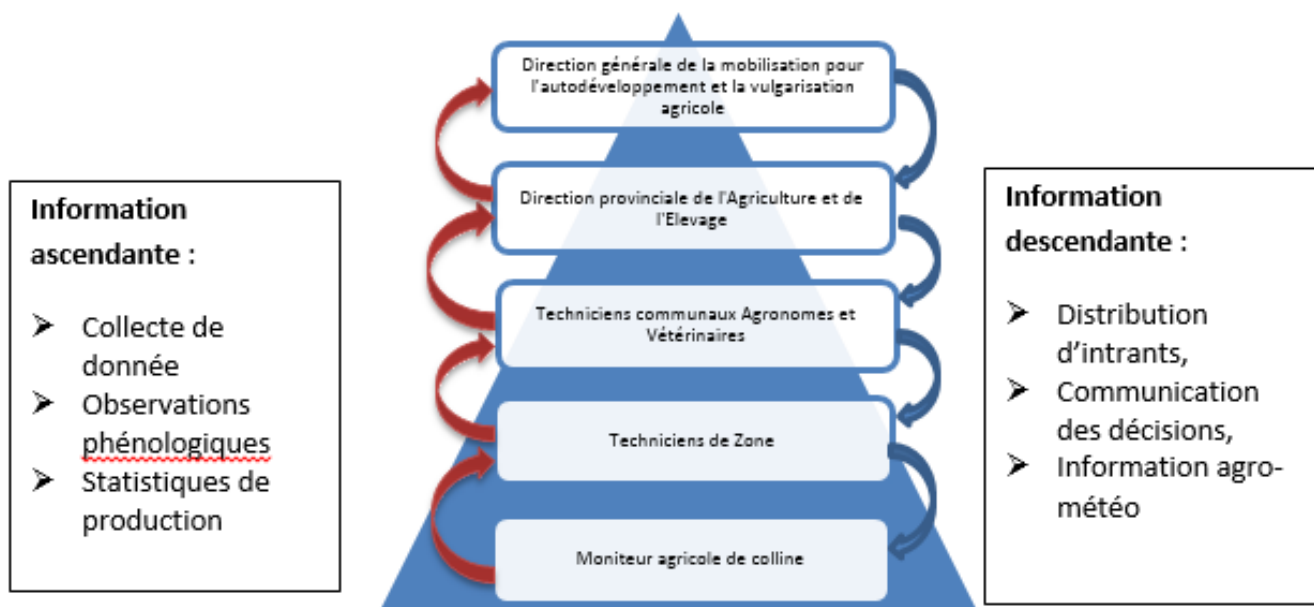 Information
ascendante :
➢ Collecte de
donnée
➢ Observations
phénologiques
➢ Statistiques de
production
Direction générale de la mobilisation pour
l'autodéveloppement et la vulgarisation
agricole
Direction provinciale de l'Agriculture et de
l'Elevage
Techniciens communaux Agronomes et
Vétérinaires
Techniciens de Zone
Moniteur agricole de colline
Information
descendante :
➢ Distribution
d’intrants,
➢ Communication
des décisions,
➢ Information agro-
météo